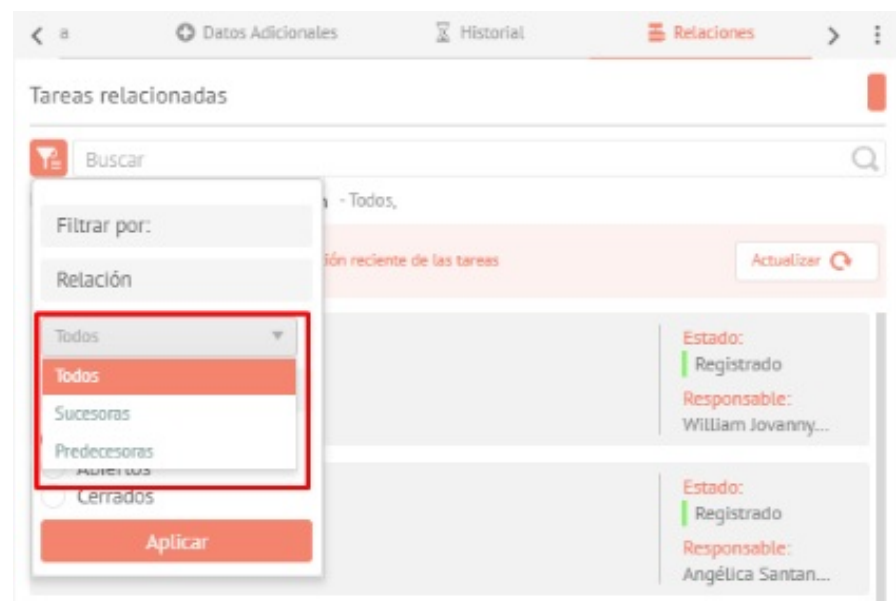 a
Datos Adicionales
Historial
Relaciones
Tareas relacionadas
Buscar
- Todos,
Filtrar por:
ión reciente de las tareas
Actualizar
Relación
Todos
Todos
Sucesoras
Predecesoras
Abiertos
Cerrados
Aplicar
Estado:
Registrado
Responsable:
William Jovanny...
Estado:
Registrado
Responsable:
Angélica Santan...